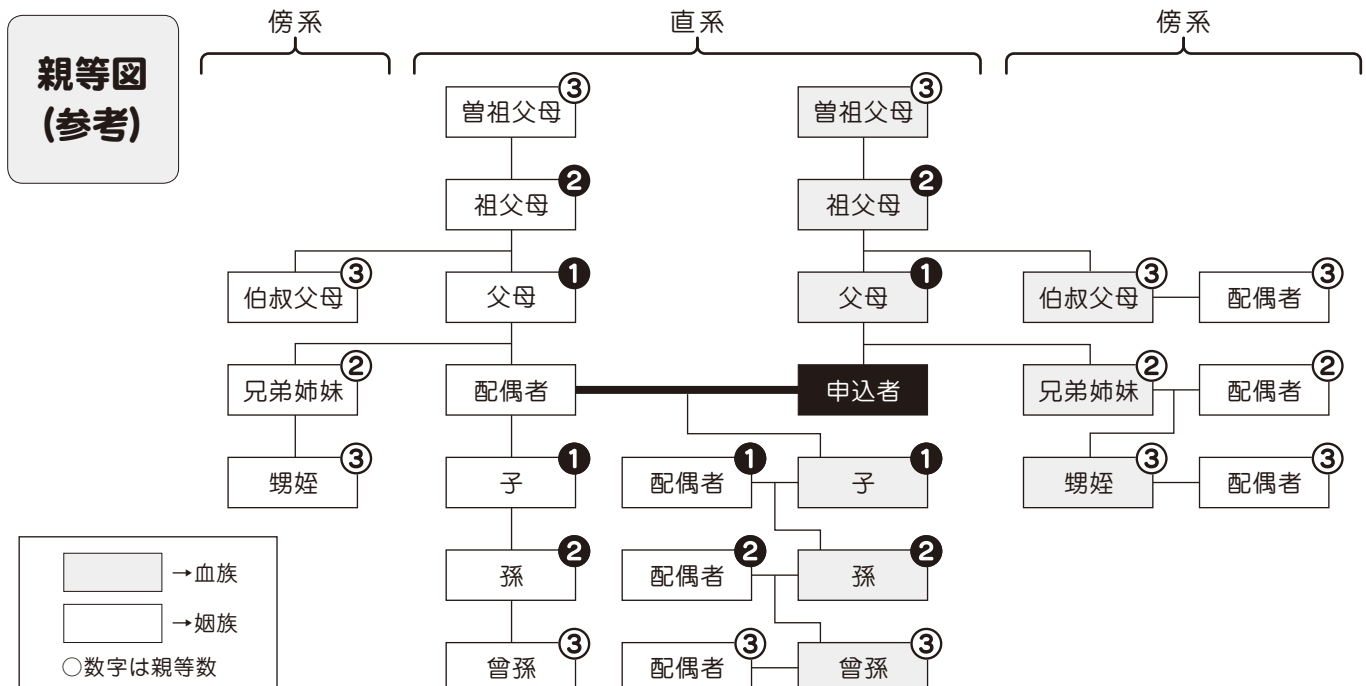 親等図
(参考)
傍系
直系
傍系
曽祖父母 ③
曽祖父母 ③
祖父母 ❷
祖父母 ❷
伯叔父母 ③
父母 ❶
父母 ❶
伯叔父母 ③
配偶者 ③
兄弟姉妹 ②
配偶者
申込者
兄弟姉妹 ②
配偶者 ②
甥姪 ③
子 ❶
配偶者 ❶
子 ❶
甥姪 ③
配偶者 ③
孫 ❷
配偶者 ❷
孫 ❷
曾孫 ③
配偶者 ③
曾孫 ③
→血族
→姻族
○数字は親等数